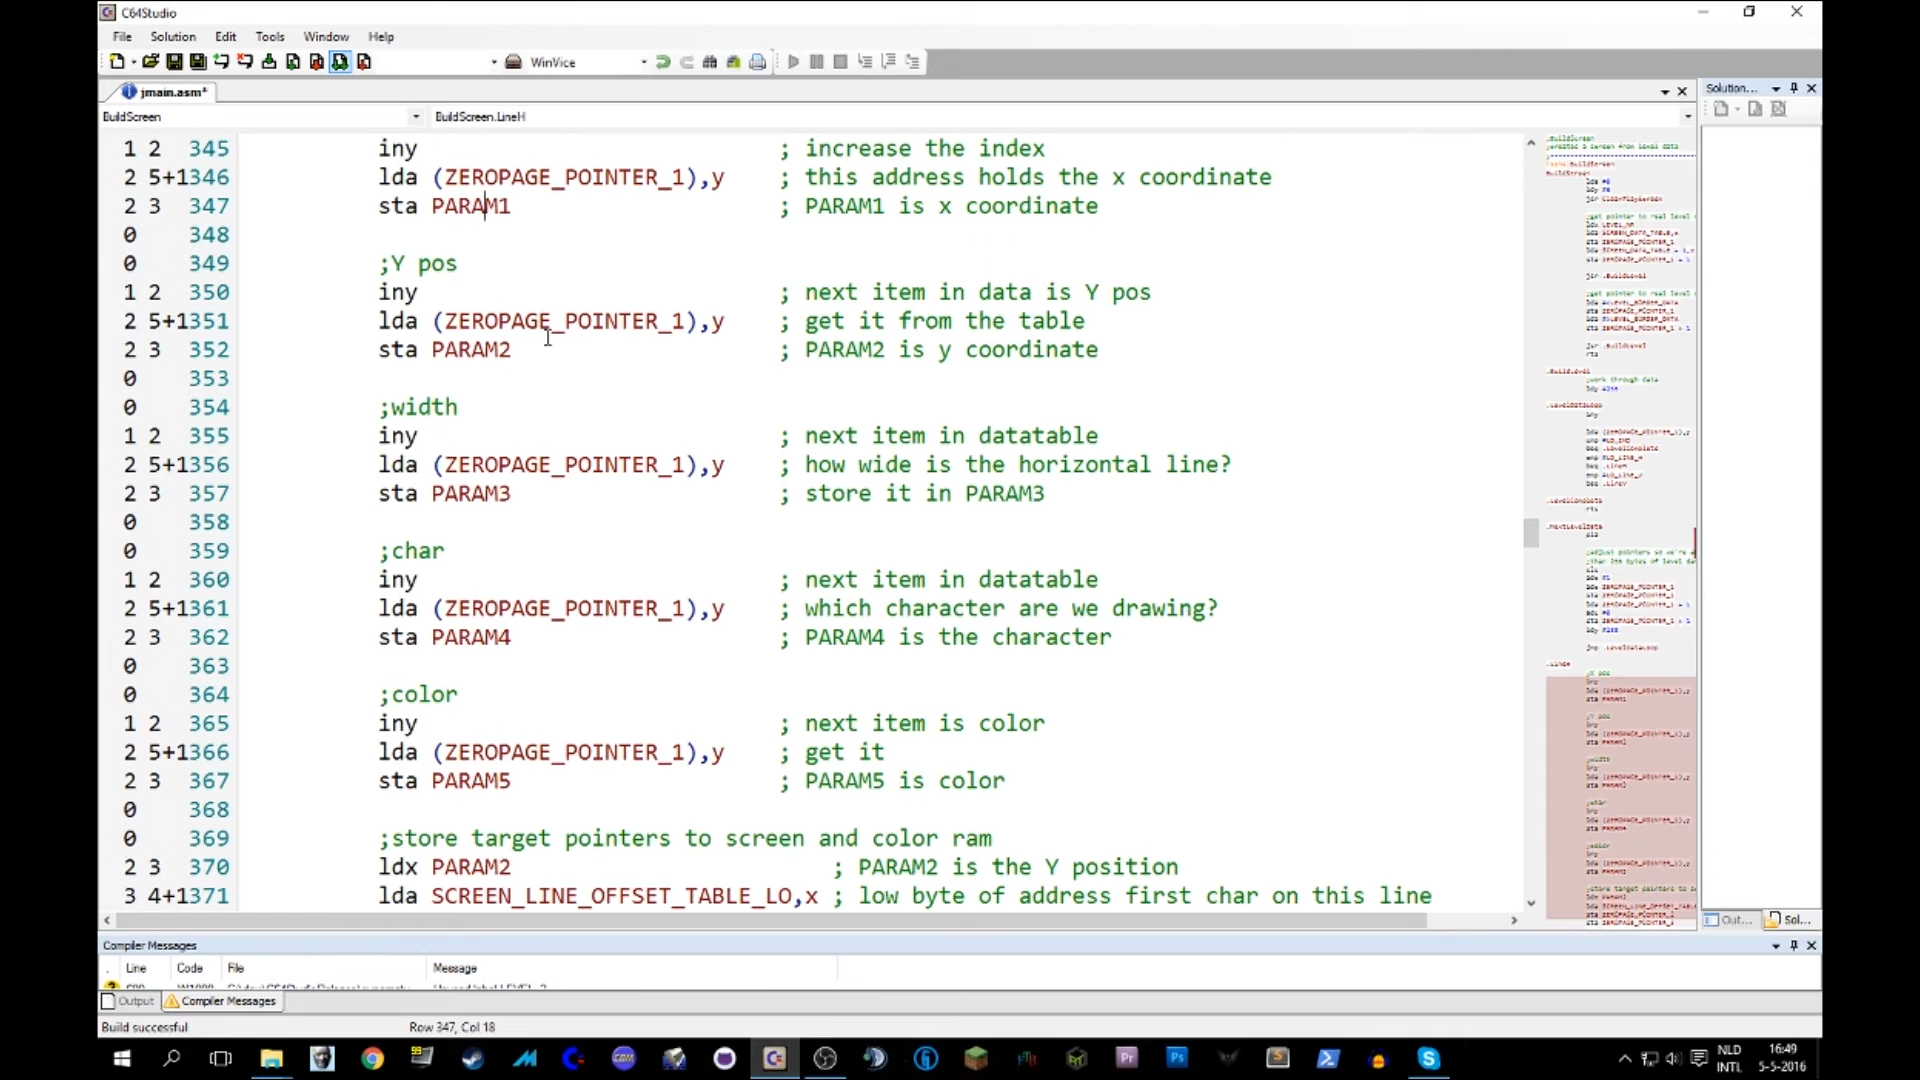 C64Studio
File Solution Edit Tools Window Help
WinVice
jmain.asm*
Solution...
BuildScreen BuildScreen.LineH
1 2 345 iny ; increase the index
2 5+1346 lda (ZEROPAGE_POINTER_1),y ; this address holds the x coordinate
2 3 347 sta PARAM1 ; PARAM1 is x coordinate
0 348
0 349 ;Y pos
1 2 350 iny ; next item in data is Y pos
2 5+1351 lda (ZEROPAGE_POINTER_1),y ; get it from the table
2 3 352 sta PARAM2 ; PARAM2 is y coordinate
0 353
0 354 ;width
1 2 355 iny ; next item in datatable
2 5+1356 lda (ZEROPAGE_POINTER_1),y ; how wide is the horizontal line?
2 3 357 sta PARAM3 ; store it in PARAM3
0 358
0 359 ;char
1 2 360 iny ; next item in datatable
2 5+1361 lda (ZEROPAGE_POINTER_1),y ; which character are we drawing?
2 3 362 sta PARAM4 ; PARAM4 is the character
0 363
0 364 ;color
1 2 365 iny ; next item is color
2 5+1366 lda (ZEROPAGE_POINTER_1),y ; get it
2 3 367 sta PARAM5 ; PARAM5 is color
0 368
0 369 ;store target pointers to screen and color ram
2 3 370 ldx PARAM2 ; PARAM2 is the Y position
3 4+1371 lda SCREEN_LINE_OFFSET_TABLE_LO,x ; low byte of address first char on this line
Out... Sol...
Compiler Messages
. Line Code File Message
Output Compiler Messages
Build successful Row 347, Col 18
NLD 16:49
INTL 5-5-2016